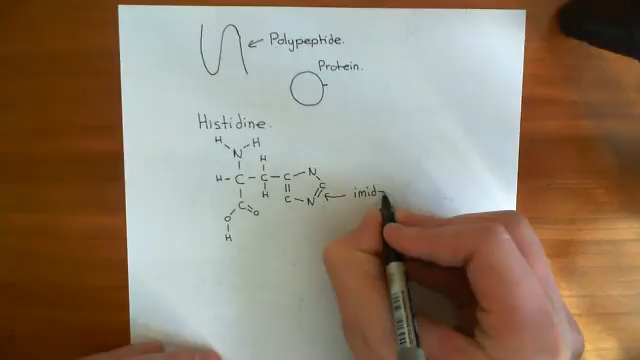 Polypeptide.
Protein.
Histidine.
H H
N
H
H - C - C - C - N
C
H C - N
C
O O
H
imid